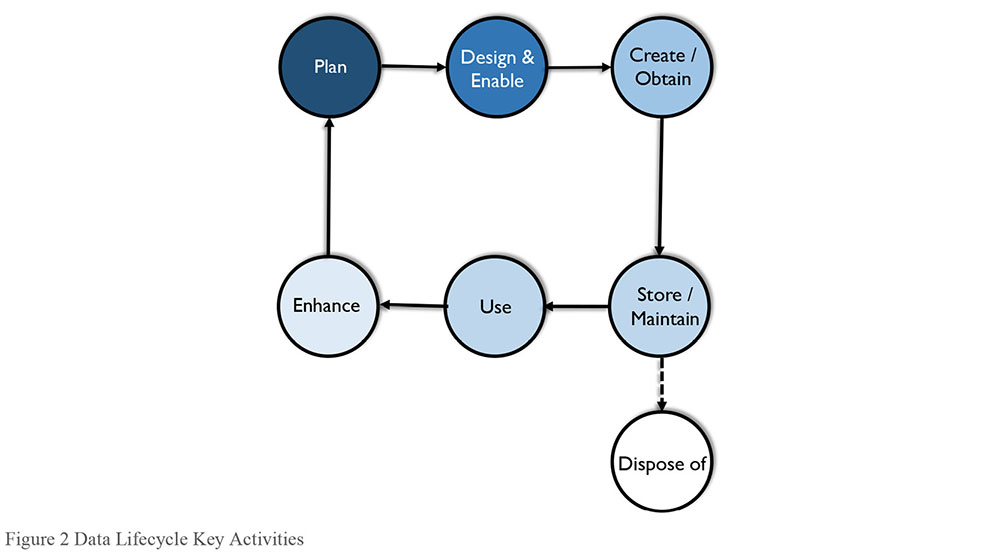 Plan
Design &
Enable
Create /
Obtain
Enhance
Use
Store /
Maintain
Dispose of
Figure 2 Data Lifecycle Key Activities